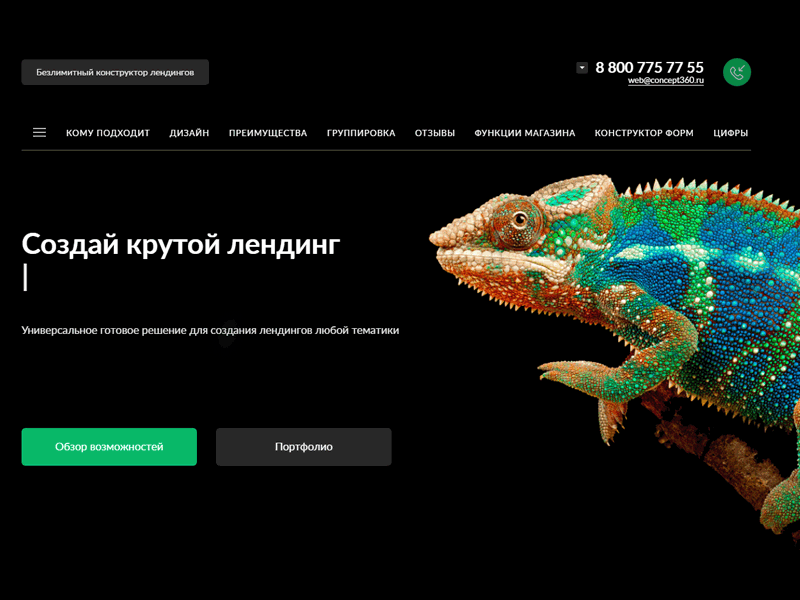 Безлимитный конструктор лендингов
8 800 775 77 55
web@concept360.ru
КОМУ ПОДХОДИТ ДИЗАЙН ПРЕИМУЩЕСТВА ГРУППИРОВКА ОТЗЫВЫ ФУНКЦИИ МАГАЗИНА КОНСТРУКТОР ФОРМ ЦИФРЫ
Создай крутой лендинг
Универсальное готовое решение для создания лендингов любой тематики
Обзор возможностей Портфолио